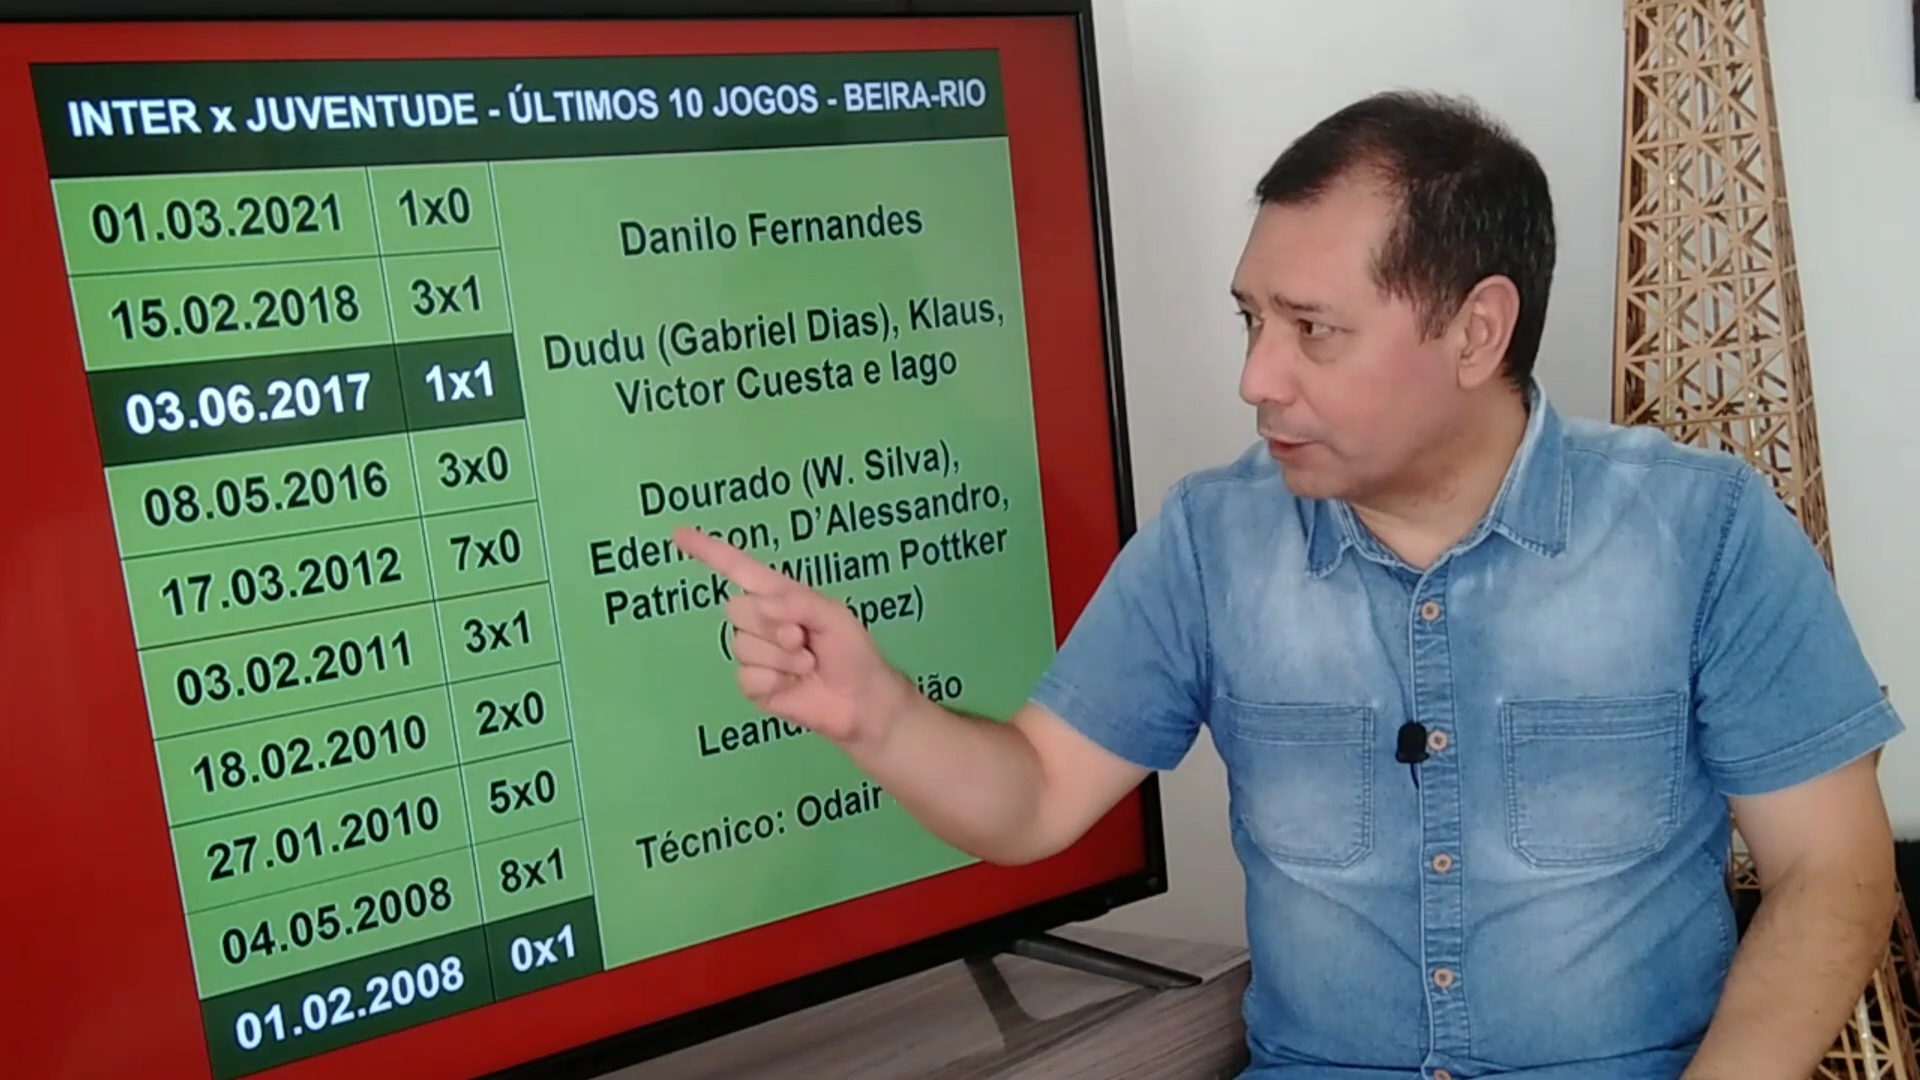 INTER x JUVENTUDE - ÚLTIMOS 10 JOGOS - BEIRA-RIO
01.03.2021 1x0
15.02.2018 3x1
03.06.2017 1x1
08.05.2016 3x0
17.03.2012 7x0
03.02.2011 3x1
18.02.2010 2x0
27.01.2010 5x0
04.05.2008 8x1
01.02.2008 0x1
Danilo Fernandes
Dudu (Gabriel Dias), Klaus,
Victor Cuesta e Iago
Dourado (W. Silva),
D'Alessandro,
Patrick William Pottker
Técnico: Odair